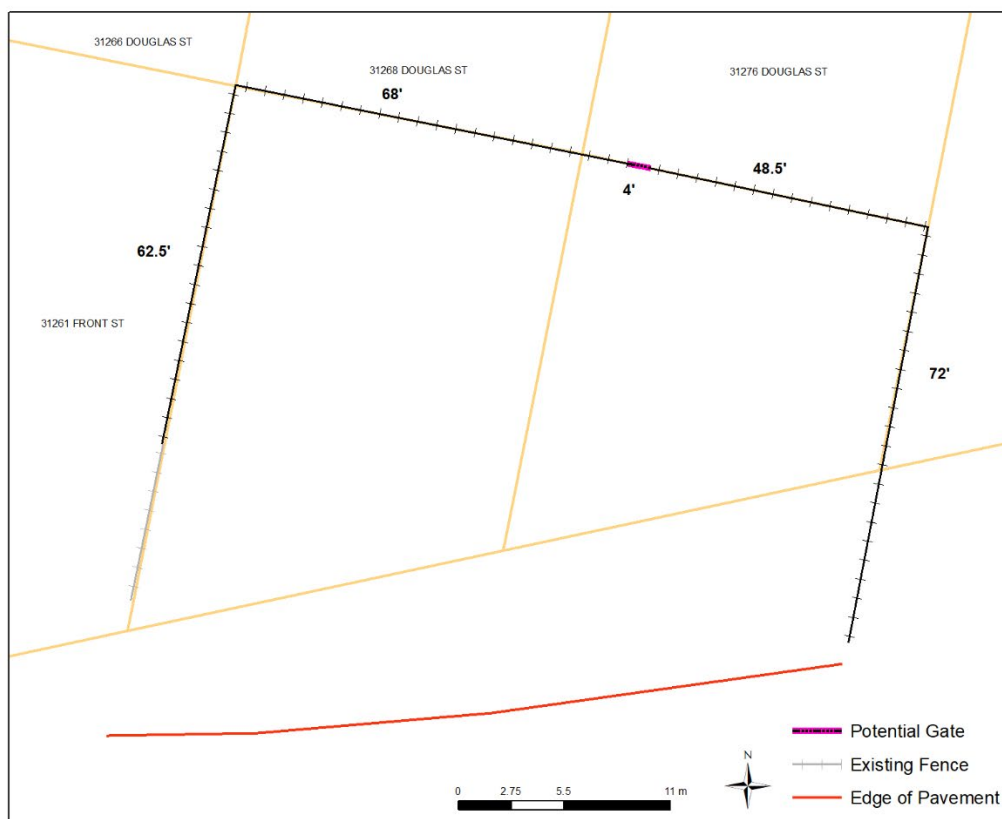 31266 DOUGLAS ST
31268 DOUGLAS ST
31276 DOUGLAS ST
68'
48.5'
4'
62.5'
31261 FRONT ST
72'
Potential Gate
N
Existing Fence
0 2.75 5.5 11 m
Edge of Pavement